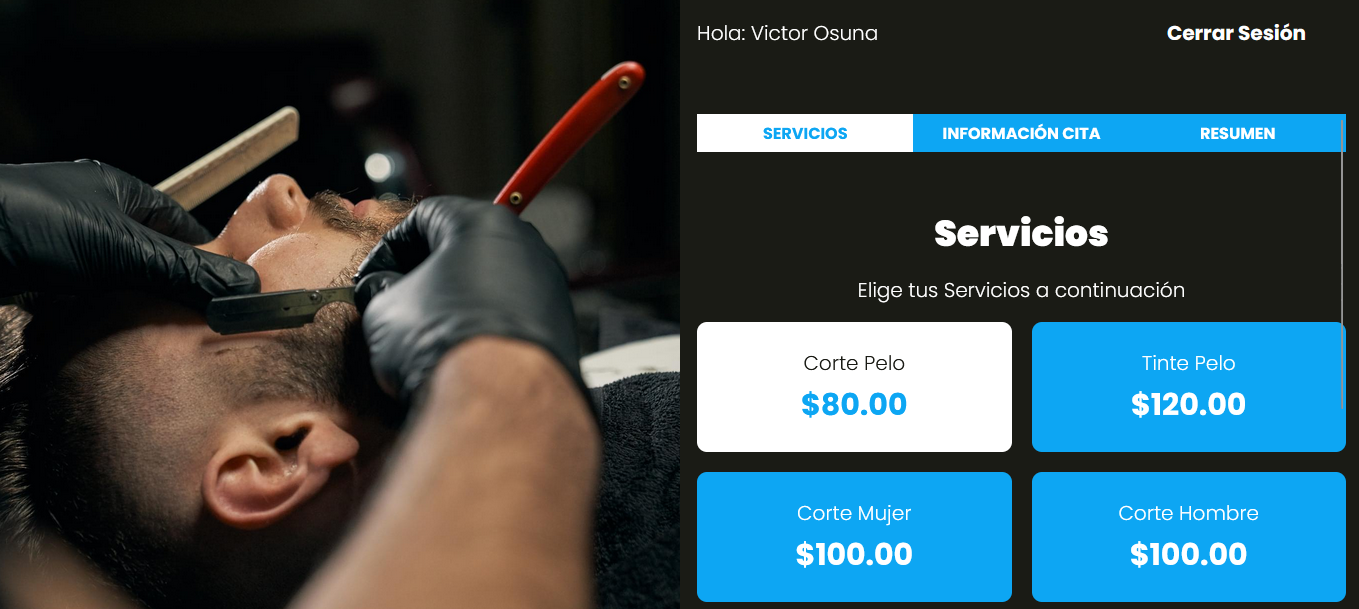 Hola: Victor Osuna
Cerrar Sesión
SERVICIOS
INFORMACIÓN CITA
RESUMEN
Servicios
Elige tus Servicios a continuación
Corte Pelo
$80.00
Tinte Pelo
$120.00
Corte Mujer
$100.00
Corte Hombre
$100.00